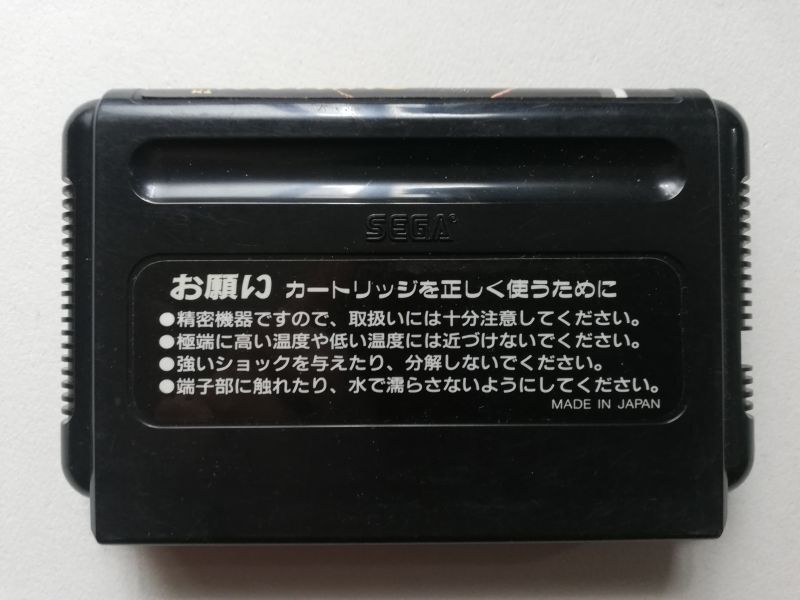 SEGA
お願い カートリッジを正しく使うために
●精密機器ですので、取扱いには十分注意してください。
●極端に高い温度や低い温度には近づけないでください。
●強いショックを与えたり、分解しないでください。
●端子部に触れたり、水で濡らさないようにしてください。
MADE IN JAPAN